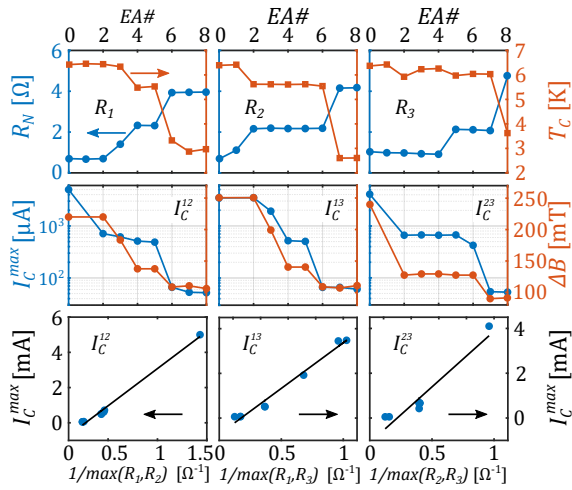 EA# EA# EA#
0 2 4 6 8 0 2 4 6 8 0 2 4 6 8
R_N [Ω] 6 4 2 0 R_1 R_2 R_3 7 6 5 4 3 2 T_C [K]
I_C^max [μA] 10^3 10^2 I_C^12 I_C^13 I_C^23 250 200 150 100 ΔB [mT]
I_C^max [mA] 6 4 2 0 I_C^12 I_C^13 I_C^23 4 2 0 I_C^max [mA]
0 0.5 1 1.5 0 0.5 1 0 0.5 1
1/max(R_1,R_2) [Ω^-1] 1/max(R_1,R_3) [Ω^-1] 1/max(R_2,R_3) [Ω^-1]